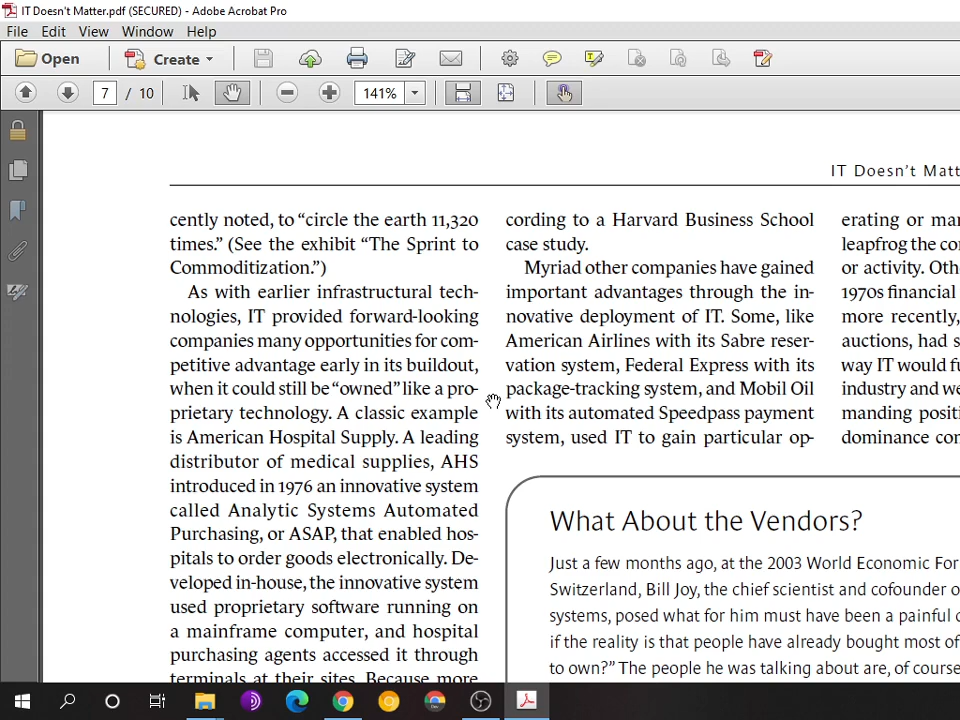 IT Doesn't Matter.pdf (SECURED) - Adobe Acrobat Pro
File Edit View Window Help
Open Create
7 / 10 141%
IT Doesn't Matt
cently noted, to "circle the earth 11,320
times." (See the exhibit "The Sprint to
Commoditization.")
As with earlier infrastructural tech-
nologies, IT provided forward-looking
companies many opportunities for com-
petitive advantage early in its buildout,
when it could still be "owned" like a pro-
prietary technology. A classic example
is American Hospital Supply. A leading
distributor of medical supplies, AHS
introduced in 1976 an innovative system
called Analytic Systems Automated
Purchasing, or ASAP, that enabled hos-
pitals to order goods electronically. De-
veloped in-house, the innovative system
used proprietary software running on
a mainframe computer, and hospital
purchasing agents accessed it through
terminals at their sites. Because more
cording to a Harvard Business School
case study.
Myriad other companies have gained
important advantages through the in-
novative deployment of IT. Some, like
American Airlines with its Sabre reser-
vation system, Federal Express with its
package-tracking system, and Mobil Oil
with its automated Speedpass payment
system, used IT to gain particular op-
erating or mar
leapfrog the co
or activity. Oth
1970s financial
more recently,
auctions, had s
way IT would fu
industry and we
manding positi
dominance con
What About the Vendors?
Just a few months ago, at the 2003 World Economic For
Switzerland, Bill Joy, the chief scientist and cofounder o
systems, posed what for him must have been a painful q
if the reality is that people have already bought most of
to own?" The people he was talking about are, of course
Dev